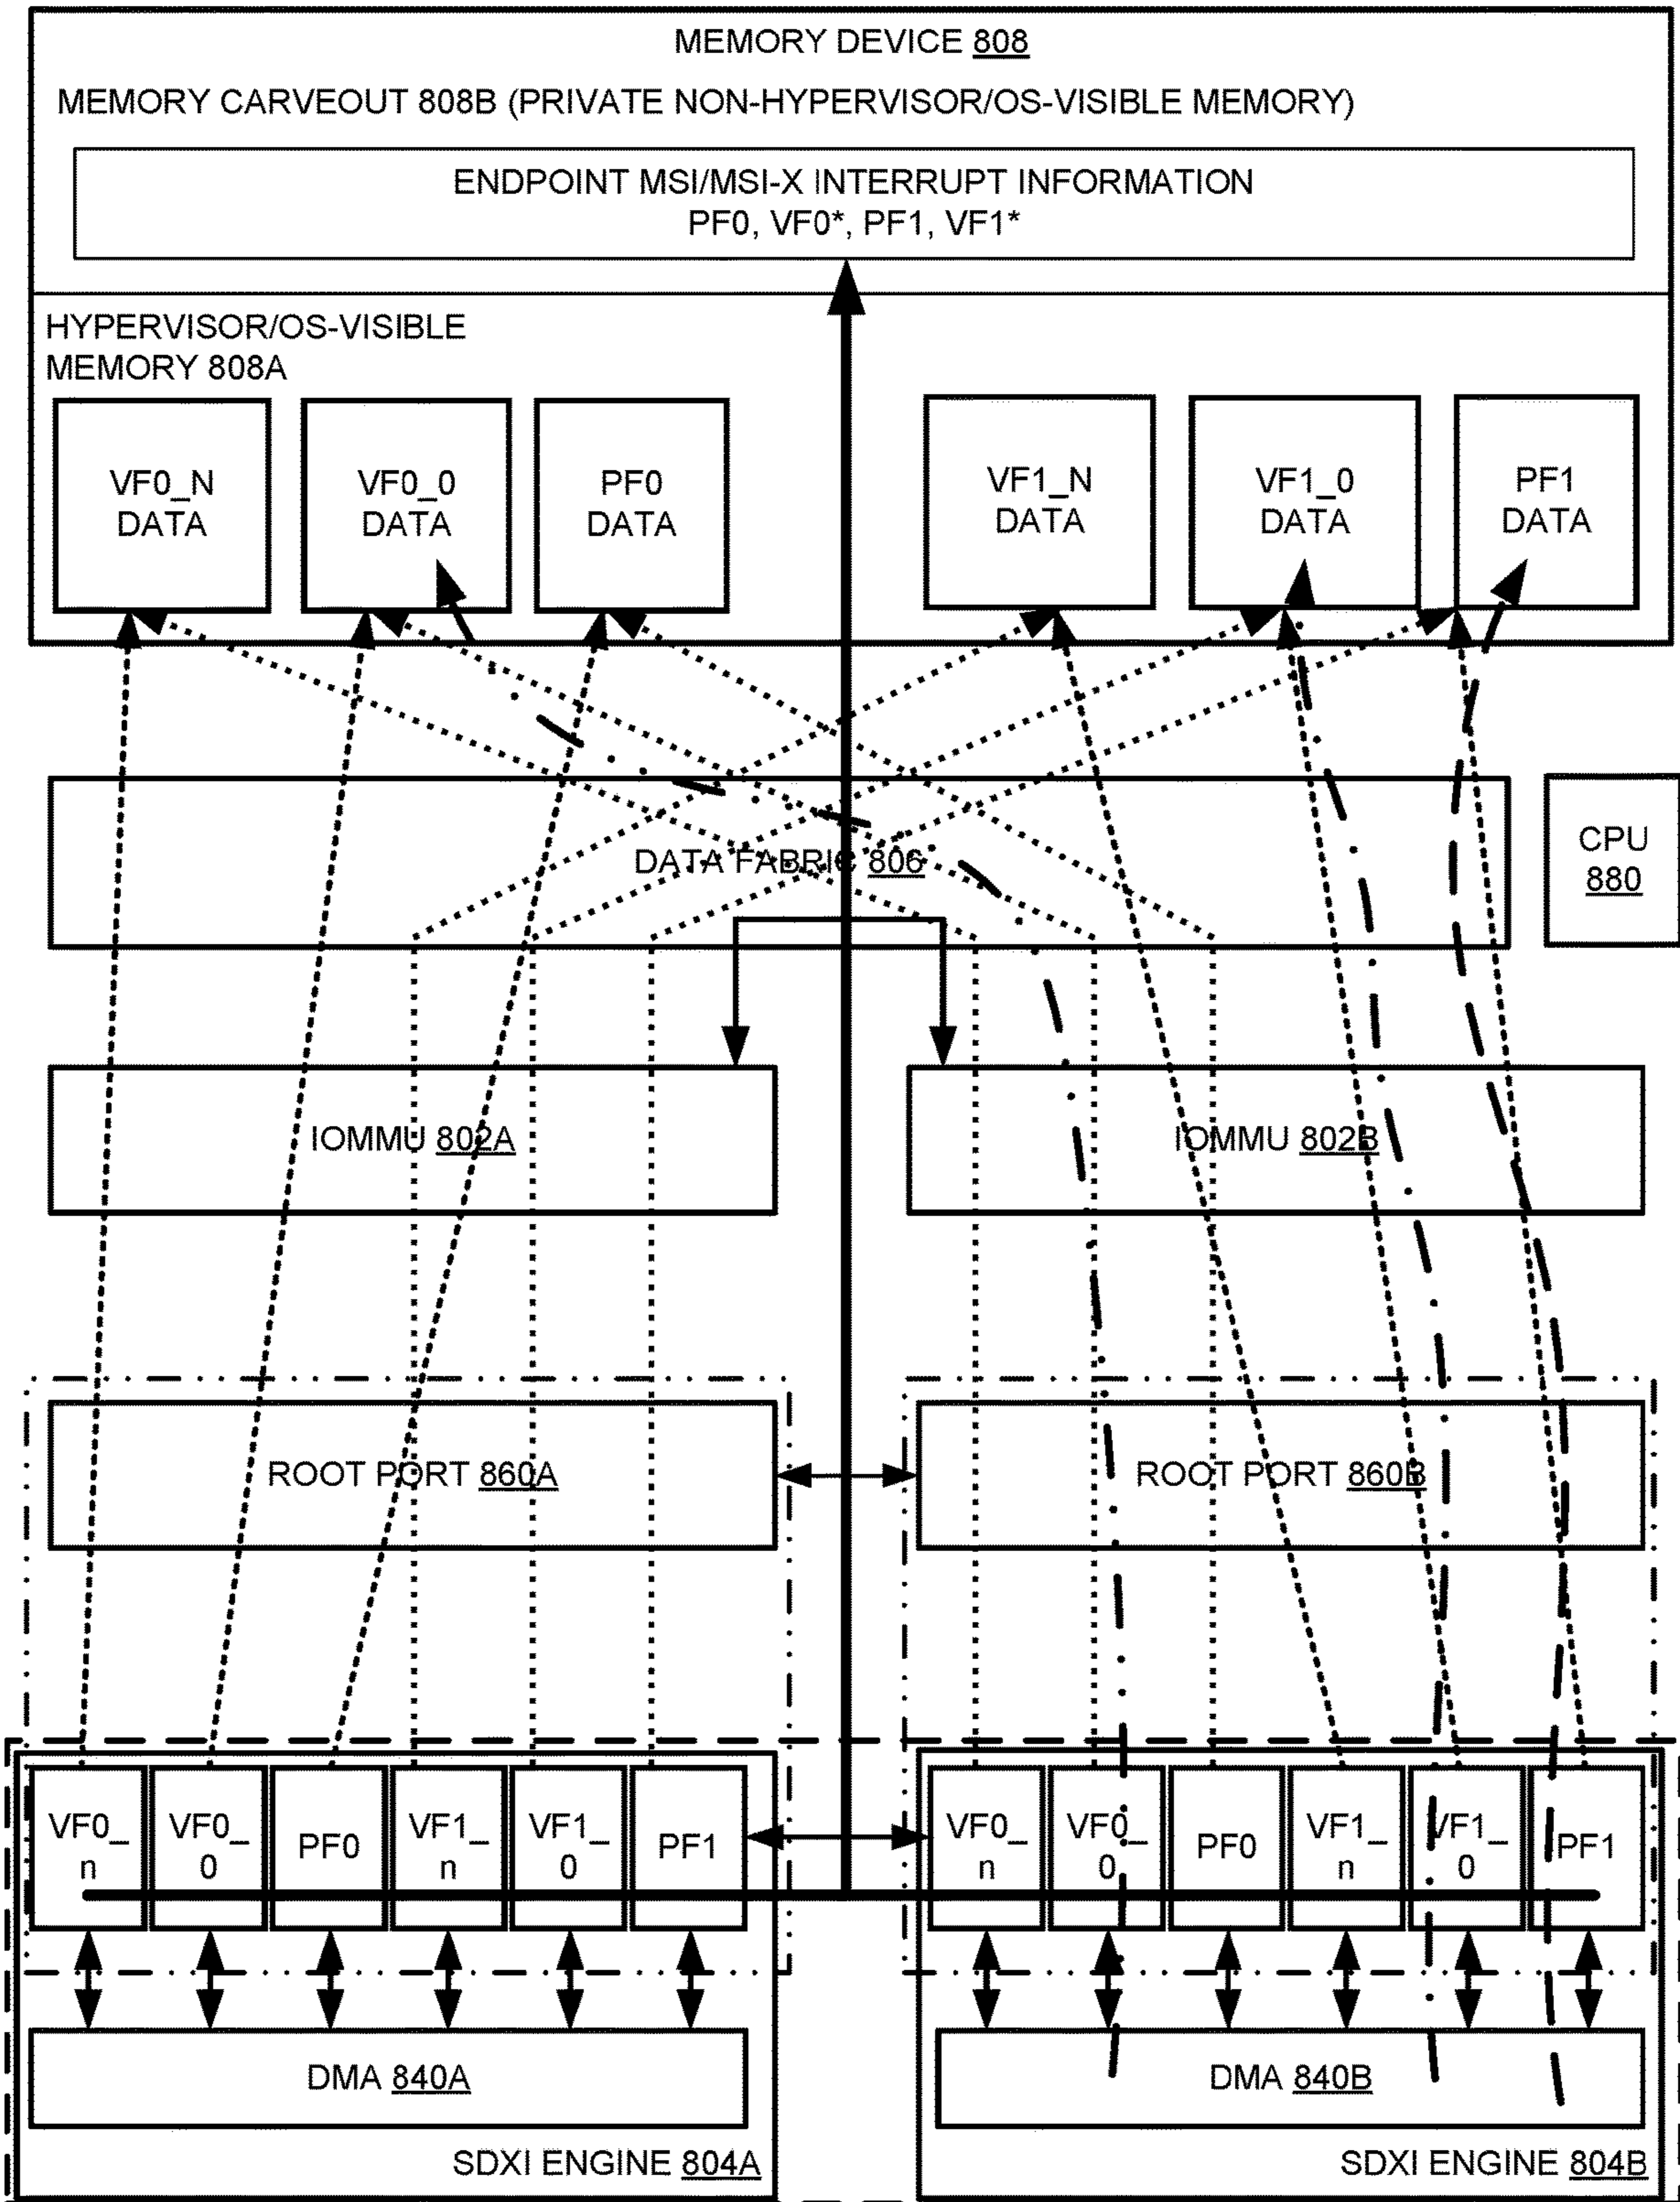 MEMORY DEVICE 808
MEMORY CARVEOUT 808B (PRIVATE NON-HYPERVISOR/OS-VISIBLE MEMORY)
ENDPOINT MSI/MSI-X INTERRUPT INFORMATION
PF0, VF0*, PF1, VF1*
HYPERVISOR/OS-VISIBLE
MEMORY 808A
VF0_N
DATA
VF0_0
DATA
PF0
DATA
VF1_N
DATA
VF1_0
DATA
PF1
DATA
DATA FABRIC 806
CPU
880
IOMMU 802A
IOMMU 802B
ROOT PORT 860A
ROOT PORT 860B
VF0_
n
VF0_
0
PF0
VF1_
n
VF1_
0
PF1
VF0_
n
VF0_
0
PF0
VF1_
n
VF1_
0
PF1
DMA 840A
DMA 840B
SDXI ENGINE 804A
SDXI ENGINE 804B